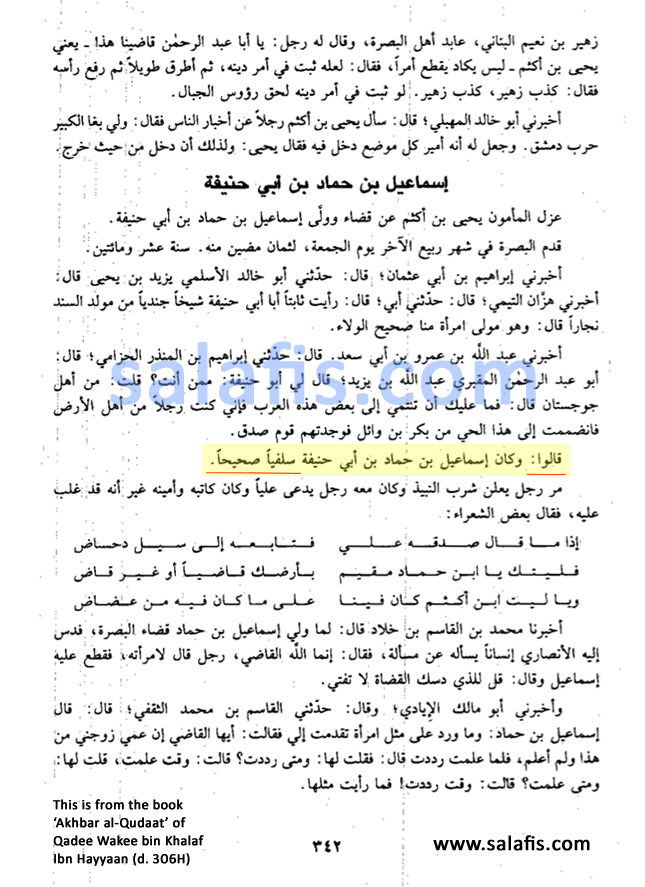 زهير بن نعيم البناني، عابد أهل البصرة، وقال له رجل: يا أبا عبد الرحمٰن قاضينا هذا ـ يعني
يحيى بن أكثم ـ ليس يكاد يقطع أمراً، فقال: لعله ثبت في أمر دينه، ثم أطرق طويلاً ثم رفع رأسه
فقال: كذب زهير، كذب زهير. لو ثبت في أمر دينه لحق رؤوس الجبال.
أخبرني أبو خالد المهبلي؛ قال: سأل يحيى بن أكثم رجلاً عن أخبار الناس فقال: ولي بغا الكبير
حرب دمشق. وجعل له أنه أمير كل موضع دخل فيه فقال يحيى: ولذلك أن دخل من حيث خرج.
إسماعيل بن حماد بن أبي حنيفة
عزل المأمون يحيى بن أكثم عن قضاء وولَّى إسماعيل بن حماد بن أبي حنيفة.
قدم البصرة في شهر ربيع الآخر يوم الجمعة، لثمان مضين منه. سنة عشر ومائتين.
أخبرني إبراهيم بن أبي عثمان؛ قال: حدّثني أبو خالد الأسلمي يزيد بن يحيى قال:
أخبرني هزَّان التيمي؛ قال: حدّثني أبي؛ قال: رأيت ثابتاً أبا أبي حنيفة شيخاً جندياً من مولد السند
نجاراً قال: وهو مولى امرأة منا صحيح الولاء.
أخبرني عبد اللَّه بن عمرو بن أبي سعد. قال: حدّثني إبراهيم بن المنذر الحزامي؛ قال:
أبو عبد الرحمٰن المقبري عبد اللَّه بن يزيد؛ قال لي أبو حنيفة: ممن أنت؟ قلت: من أهل
جوجستان قال: فما عليك أن تنتمي إلى بعض هذه العرب فإني كنت رجلاً من أهل الأرض
فانضممت إلى هذا الحي من بكر بن وائل فوجدتهم قوم صدق.
قالوا: وكان إسماعيل بن حماد بن أبي حنيفة سلفياً صحيحاً.
مر رجل يعلن شرب النبيذ وكان معه رجل يدعى علياً وكان كاتبه وأمينه غير أنه قد غلب
عليه، فقال بعض الشعراء:
إذا ما قال صدقه علي فتابعه إلى سيل دحساض
فليتك يا ابن حماد مقيم بأرضك قاضياً أو غير قاض
ويا ليت ابن أكثم كان فينا على ما كان فيه من عضاض
أخبرنا محمد بن القاسم بن خلاد قال: لما ولي إسماعيل بن حماد قضاء البصرة، فدس
إليه الأنصاري إنساناً يسأله عن مسألة، فقال: إنما اللَّه القاضي، رجل قال لامرأته، فقطع عليه
إسماعيل وقال: قل للذي دسك القضاة لا تفتي.
وأخبرني أبو مالك الإيادي؛ وقال: حدّثني القاسم بن محمد الثقفي؛ قال: قال
إسماعيل بن حماد: وما ورد على مثل امرأة تقدمت إلي فقالت: أيها القاضي إن عمي زوجني من
هذا ولم أعلم، فلما علمت رددت قال: فقلت لها: ومتى رددت؟ قالت: وقت علمت، قلت لها:
ومتى علمت؟ قالت: وقت رددت! فما رأيت مثلها.
٣٤٢
This is from the book
'Akhbar al-Qudaat' of
Qadee Wakee bin Khalaf
Ibn Hayyaan (d. 306H)
www.salafis.com
salafis.com